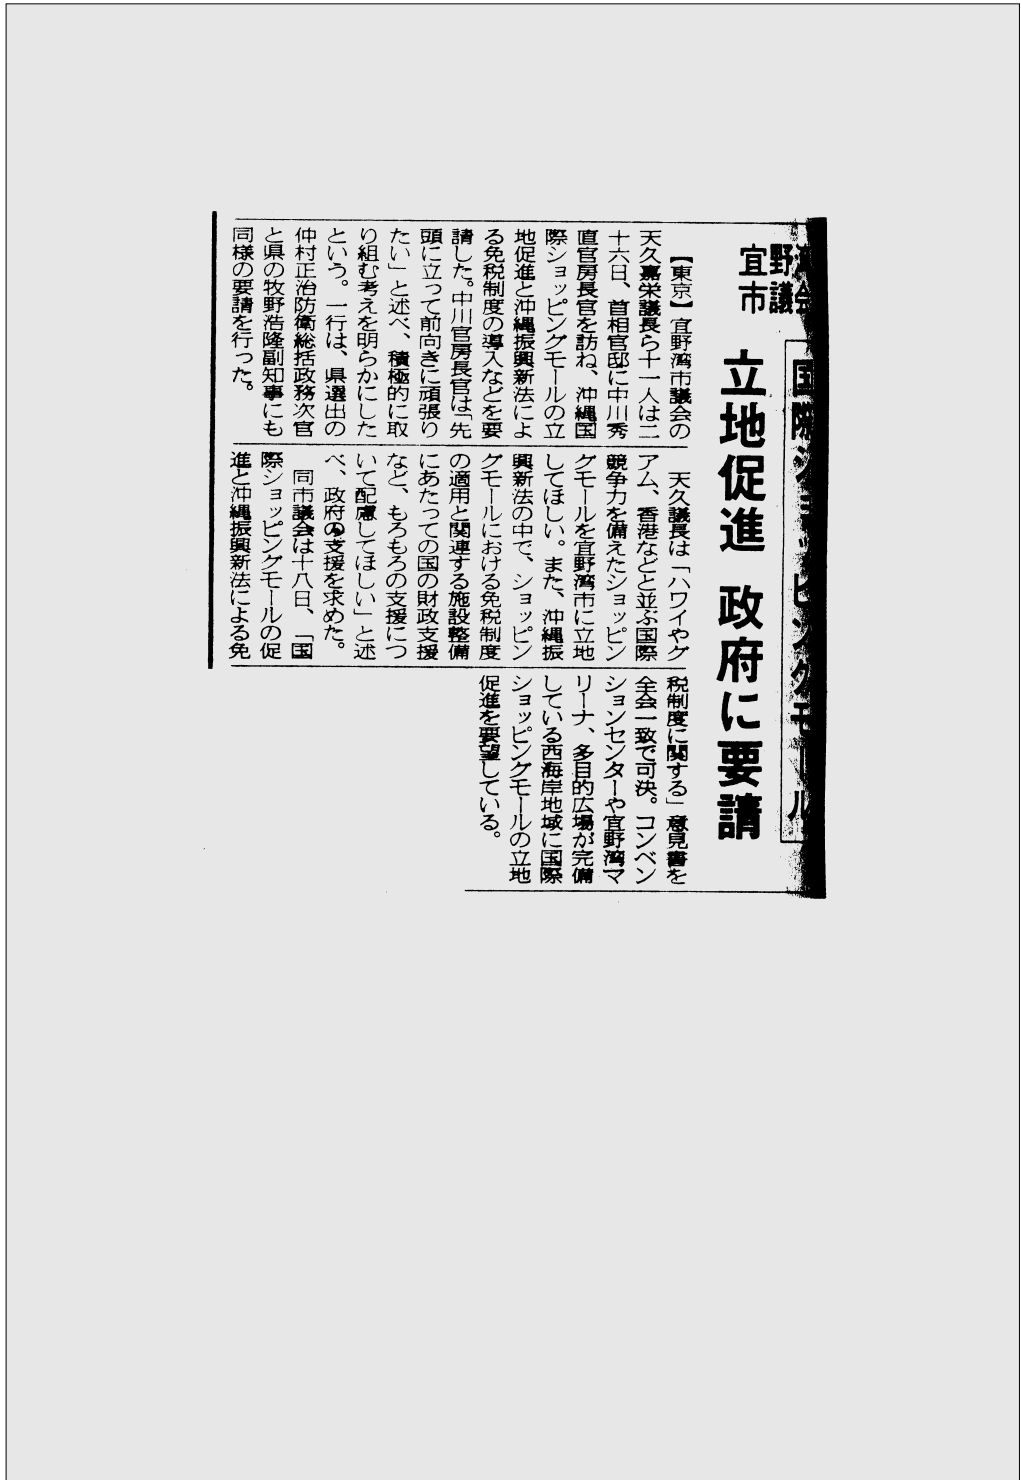 国際ショッピングモール
宜野湾
市議会
立地促進 政府に要請
【東京】宜野湾市議会の
天久嘉栄議長ら十一人は二
十六日、首相官邸に中川秀
直官房長官を訪ね、沖縄国
際ショッピングモールの立
地促進と沖縄振興新法によ
る免税制度の導入などを要
請した。中川官房長官は「先
頭に立って前向きに頑張り
たい」と述べ、積極的に取
り組む考えを明らかにした
という。一行は、県選出の
仲村正治防衛総括政務次官
と県の牧野浩隆副知事にも
同様の要請を行った。
天久議長は「ハワイやグ
アム、香港などと並ぶ国際
競争力を備えたショッピン
グモールを宜野湾市に立地
してほしい。また、沖縄振
興新法の中で、ショッピン
グモールにおける免税制度
の適用と関連する施設整備
にあたっての国の財政支援
など、もろもろの支援につ
いて配慮してほしい」と述
べ、政府の支援を求めた。
同市議会は十八日、「国
際ショッピングモールの促
進と沖縄振興新法による免
税制度に関する」意見書を
全会一致で可決。コンベン
ションセンターや宜野湾マ
リーナ、多目的広場が完備
している西海岸地域に国際
ショッピングモールの立地
促進を要望している。